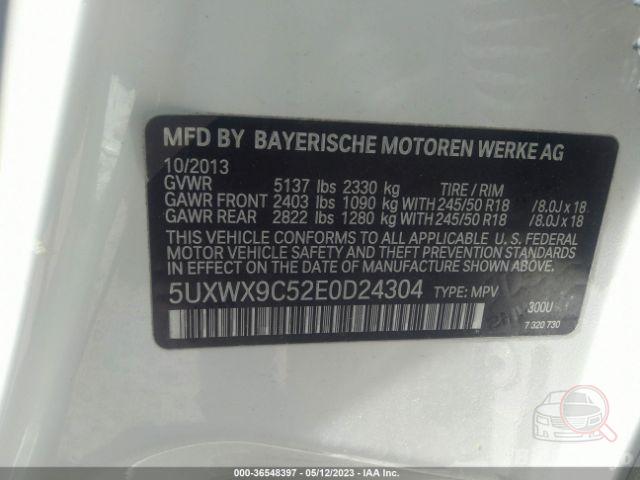 MFD BY BAYERISCHE MOTOREN WERKE AG
10/2013
GVWR 5137 lbs 2330 kg TIRE / RIM
GAWR FRONT 2403 lbs 1090 kg WITH 245/50 R18 /8.0J x 18
GAWR REAR 2822 lbs 1280 kg WITH 245/50 R18 /8.0J x 18
THIS VEHICLE CONFORMS TO ALL APPLICABLE U. S. FEDERAL
MOTOR VEHICLE SAFETY, BUMPER, AND THEFT PREVENTION
STANDARDS IN EFFECT ON THE DATE OF MANUFACTURE SHOWN ABOVE.
5UXWX9C52E0D24304 TYPE: MPV
300U
7 320 730
000-36548397 - 05/12/2023 - IAA Inc.